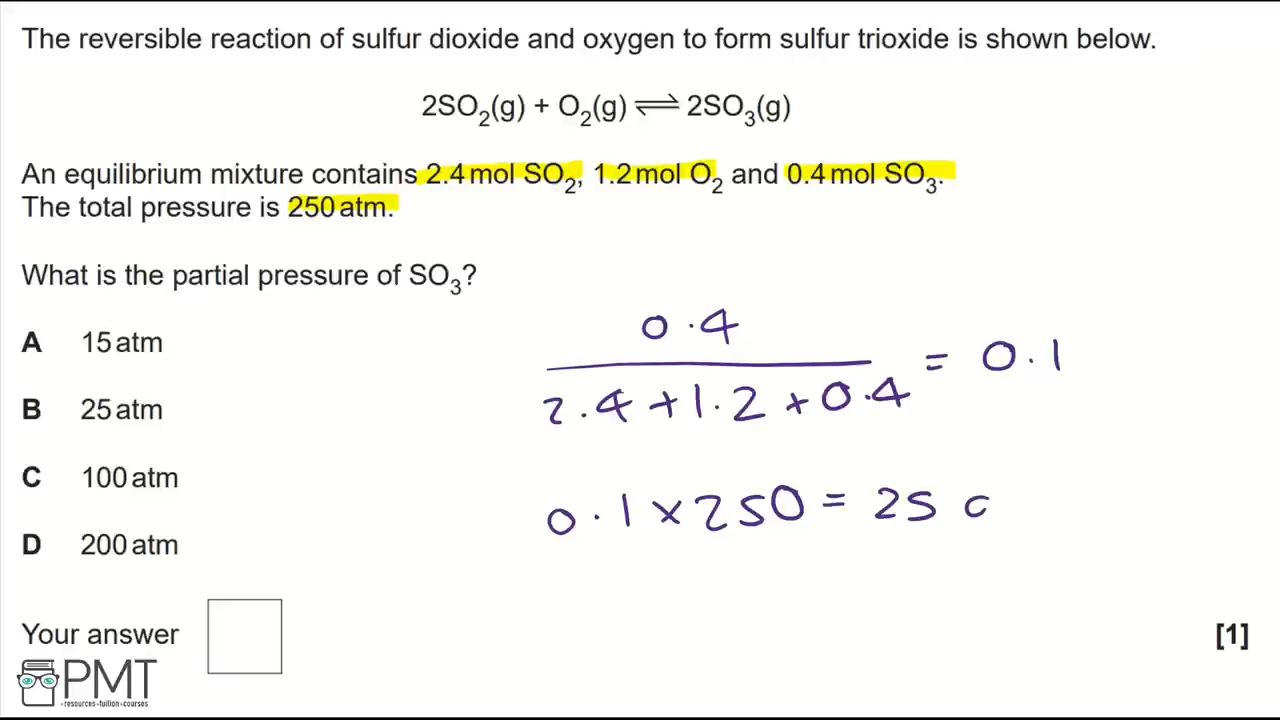 The reversible reaction of sulfur dioxide and oxygen to form sulfur trioxide is shown below.
2SO₂(g) + O₂(g) ⇌ 2SO₃(g)
An equilibrium mixture contains 2.4 mol SO₂, 1.2 mol O₂ and 0.4 mol SO₃.
The total pressure is 250 atm.
What is the partial pressure of SO₃?
A 15 atm
B 25 atm
C 100 atm
D 200 atm
0.4
2.4 + 1.2 + 0.4 = 0.1
0.1 × 250 = 25 c
Your answer
[1]
PMT
•resources•tuition•courses